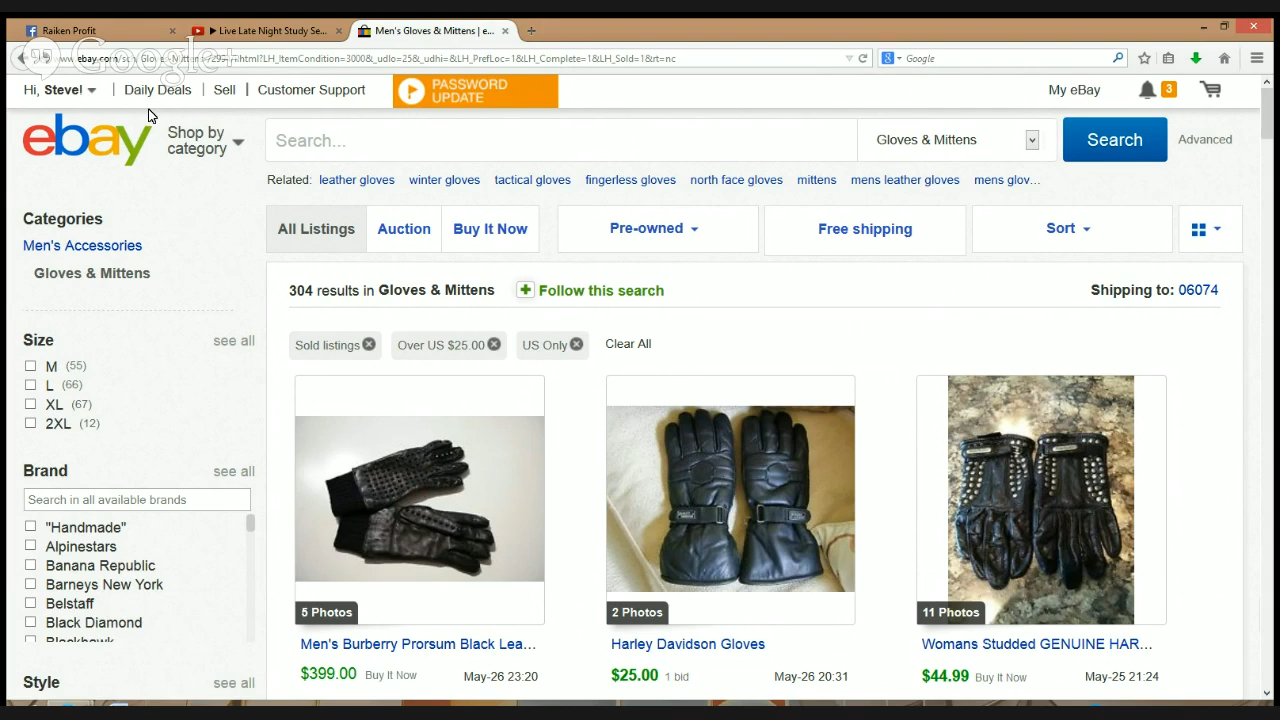 Raiken Profit
▶ Live Late Night Study Se...
Men's Gloves & Mittens | e...
Google+
Google
Hi, Steve!
Daily Deals
Sell
Customer Support
PASSWORD
UPDATE
My eBay
3
ebay
Shop by
category
Search...
Gloves & Mittens
Search
Advanced
Related: leather gloves winter gloves tactical gloves fingerless gloves north face gloves mittens mens leather gloves mens glov...
Categories
Men's Accessories
Gloves & Mittens
All Listings
Auction
Buy It Now
Pre-owned
Free shipping
Sort
304 results in Gloves & Mittens
Follow this search
Shipping to: 06074
Sold listings
Over US $25.00
US Only
Clear All
Size see all
M (55)
L (66)
XL (67)
2XL (12)
Brand see all
Search in all available brands
"Handmade"
Alpinestars
Banana Republic
Barneys New York
Belstaff
Black Diamond
Blackhawk
Style see all
5 Photos
Men's Burberry Prorsum Black Lea...
$399.00 Buy It Now May-26 23:20
2 Photos
Harley Davidson Gloves
$25.00 1 bid May-26 20:31
11 Photos
Womans Studded GENUINE HAR...
$44.99 Buy It Now May-25 21:24